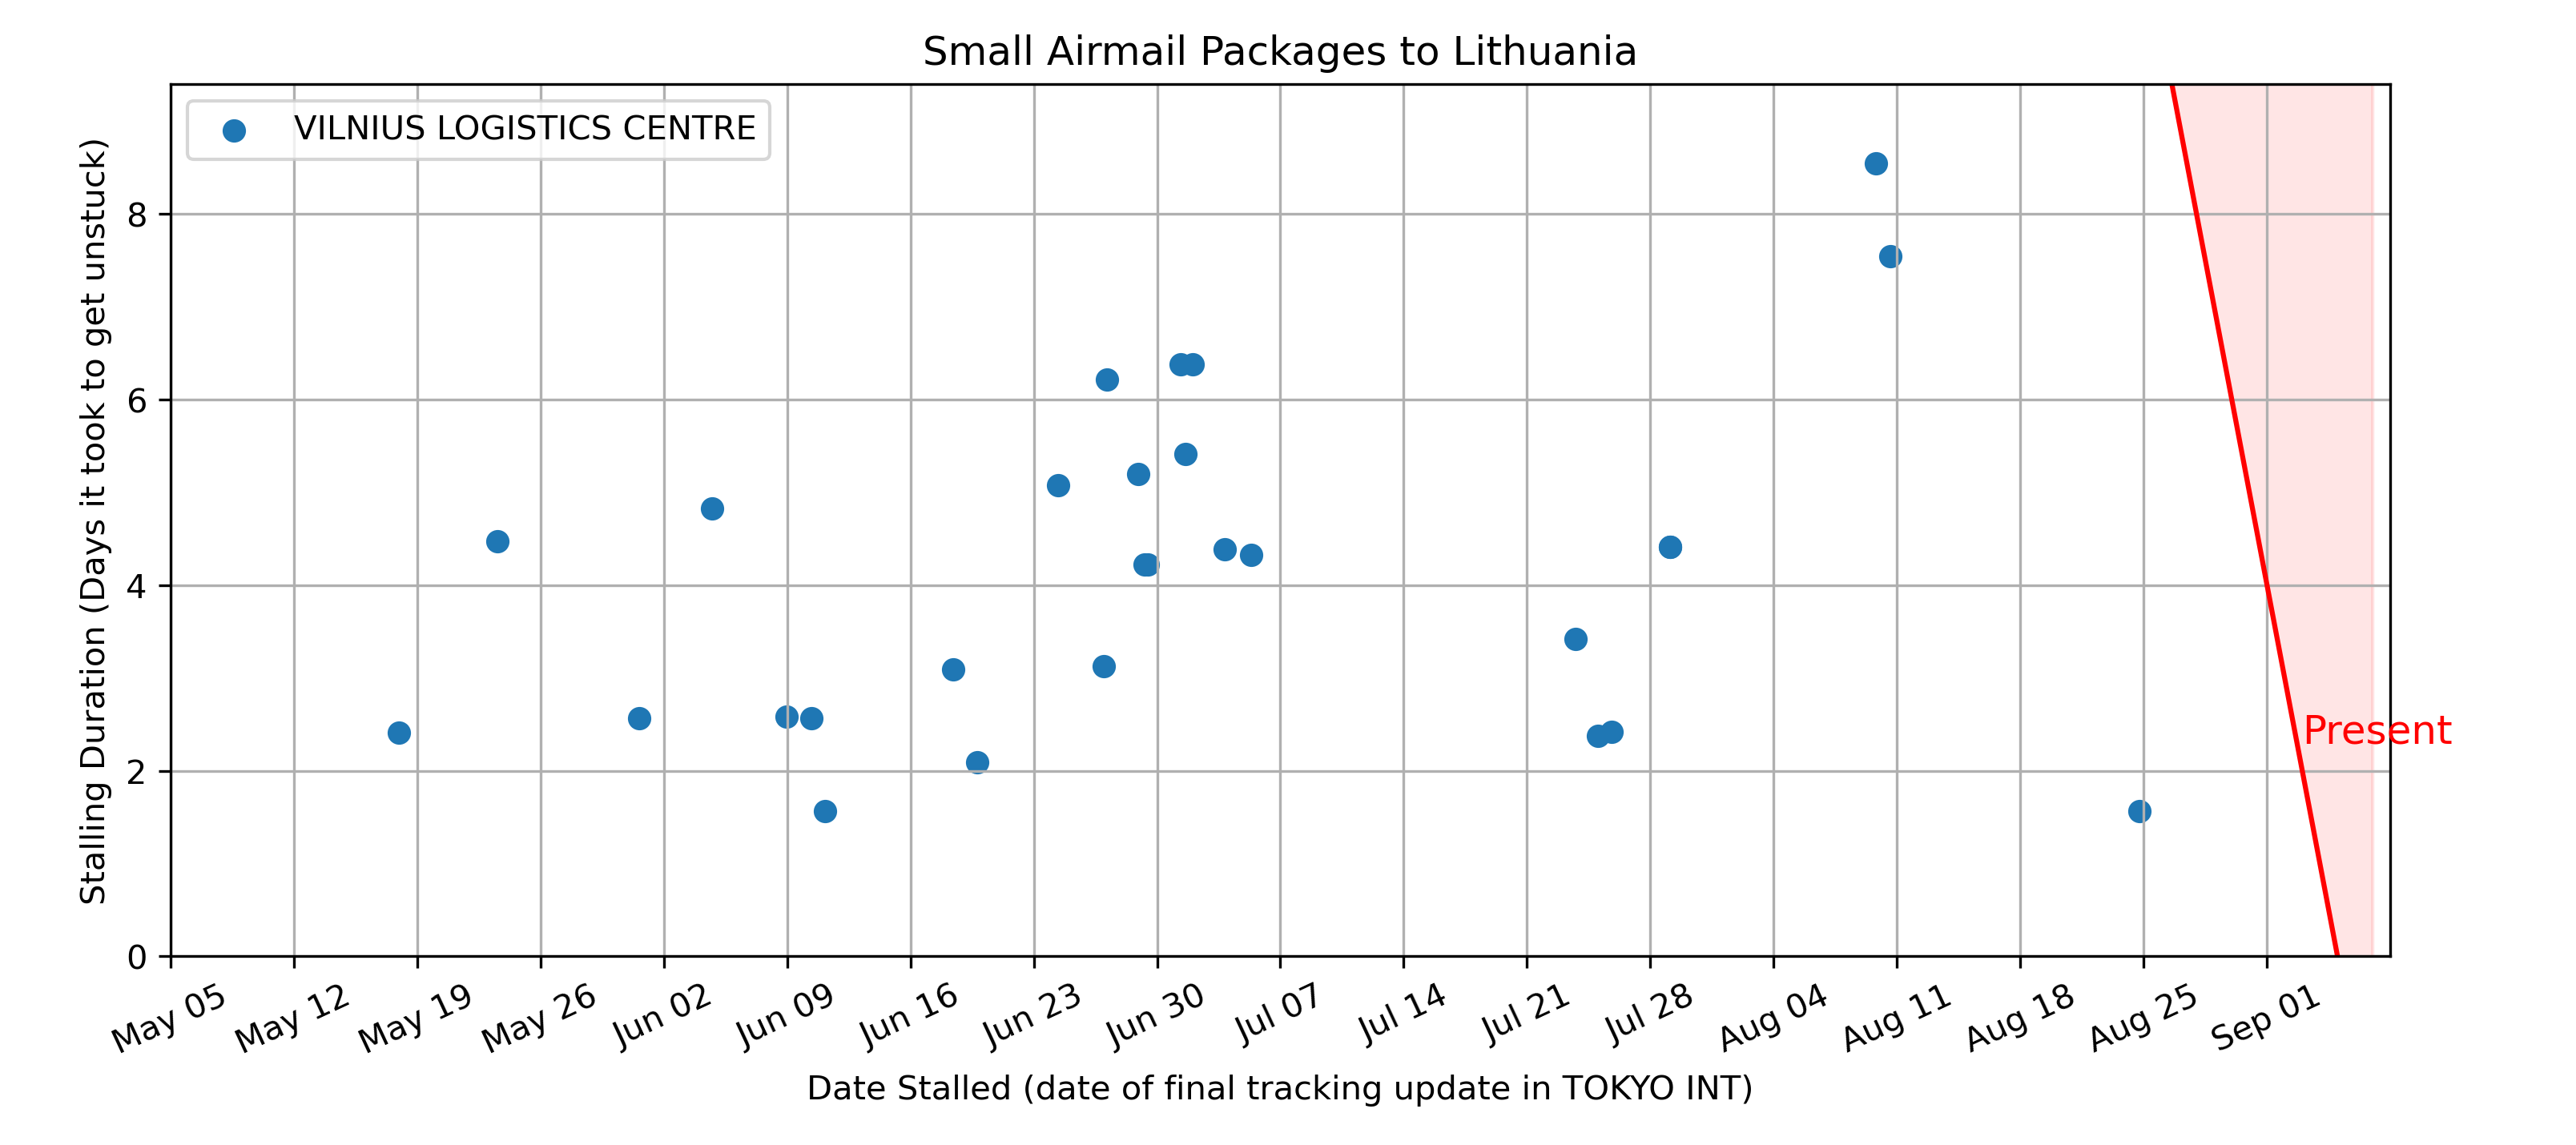 Small Airmail Packages to Lithuania
VILNIUS LOGISTICS CENTRE
Stalling Duration (Days it took to get unstuck)
8
6
4
2
0
Present
May 05
May 12
May 19
May 26
Jun 02
Jun 09
Jun 16
Jun 23
Jun 30
Jul 07
Jul 14
Jul 21
Jul 28
Aug 04
Aug 11
Aug 18
Aug 25
Sep 01
Date Stalled (date of final tracking update in TOKYO INT)